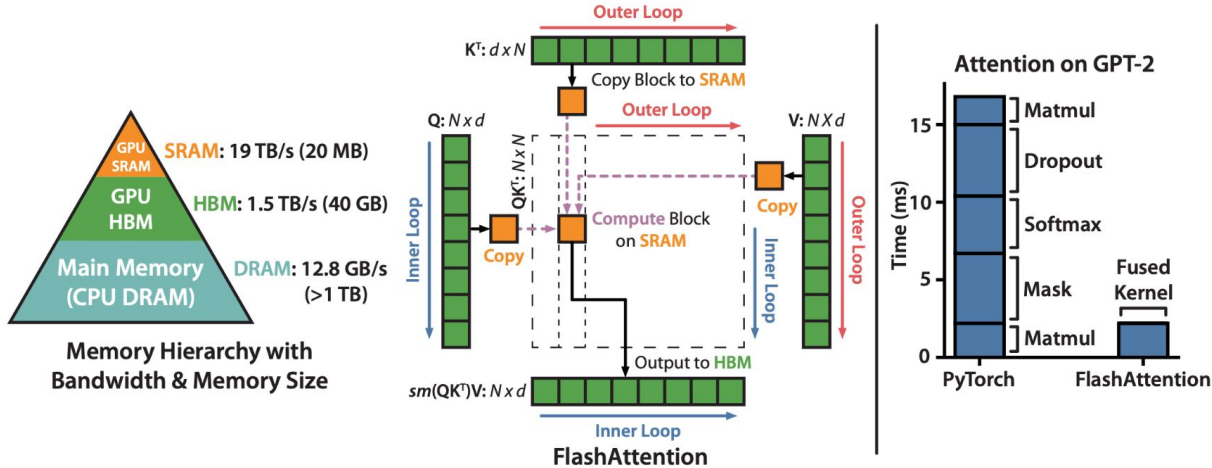 GPU
SRAM
SRAM: 19 TB/s (20 MB)
GPU
HBM
HBM: 1.5 TB/s (40 GB)
Main Memory
(CPU DRAM)
DRAM: 12.8 GB/s
(>1 TB)
Memory Hierarchy with
Bandwidth & Memory Size
Outer Loop
Kᵀ: d x N
Copy Block to SRAM
Outer Loop
Q: N x d
V: N X d
QKᵀ: N x N
Copy
Compute Block
on SRAM
Copy
Inner Loop
Inner Loop
Outer Loop
Output to HBM
sm(QKᵀ)V: N x d
Inner Loop
FlashAttention
Attention on GPT-2
Time (ms)
15
10
5
0
Matmul
Dropout
Softmax
Mask
Matmul
Fused
Kernel
PyTorch
FlashAttention